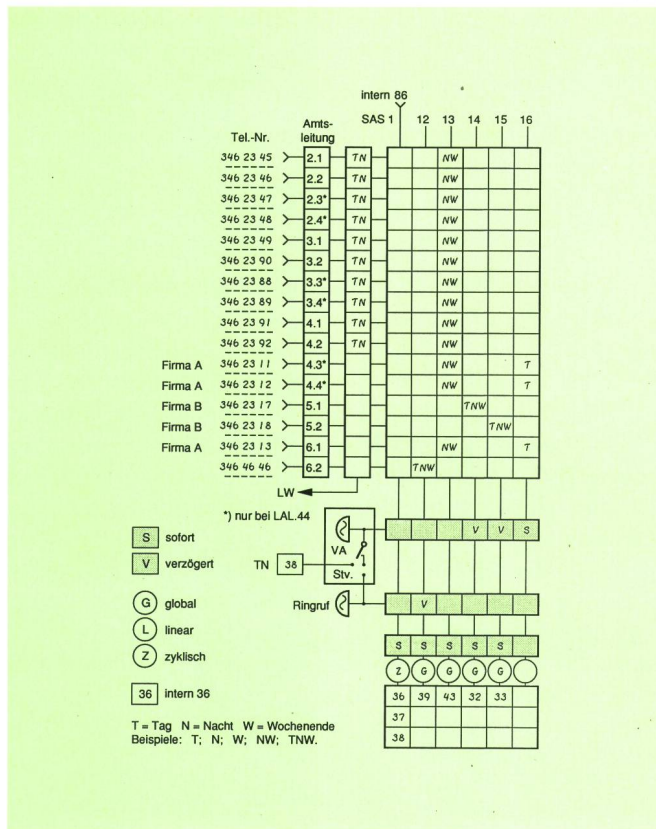 intern 86
SAS 1 12 13 14 15 16
Tel.-Nr. Amts-
leitung
346 23 45 2.1 TN NW
346 23 46 2.2 TN NW
346 23 47 2.3* TN NW
346 23 48 2.4* TN NW
346 23 49 3.1 TN NW
346 23 90 3.2 TN NW
346 23 88 3.3* TN NW
346 23 89 3.4* TN NW
346 23 91 4.1 TN NW
346 23 92 4.2 TN NW
Firma A 346 23 11 4.3* NW T
Firma A 346 23 12 4.4* NW T
Firma B 346 23 17 5.1 TNW
Firma B 346 23 18 5.2 TNW
Firma A 346 23 13 6.1 NW T
346 46 46 6.2 TNW
LW
*) nur bei LAL.44
S sofort
V V S
VA
V verzögert
TN 38
Stv.
G global
Ringruf
V
L linear
S S S S S
Z zyklisch
Z G G G G
36 intern 36
36 39 43 32 33
37
38
T = Tag N = Nacht W = Wochenende
Beispiele: T; N; W; NW; TNW.